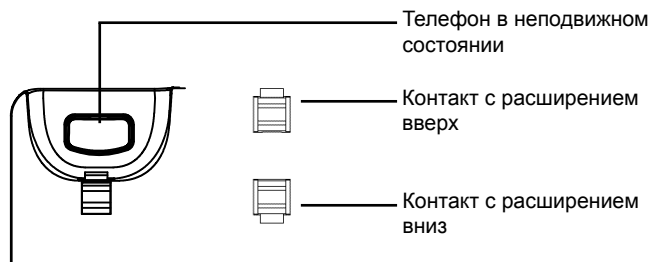 Телефон в неподвижном
состоянии
Контакт с расширением
вверх
Контакт с расширением
вниз